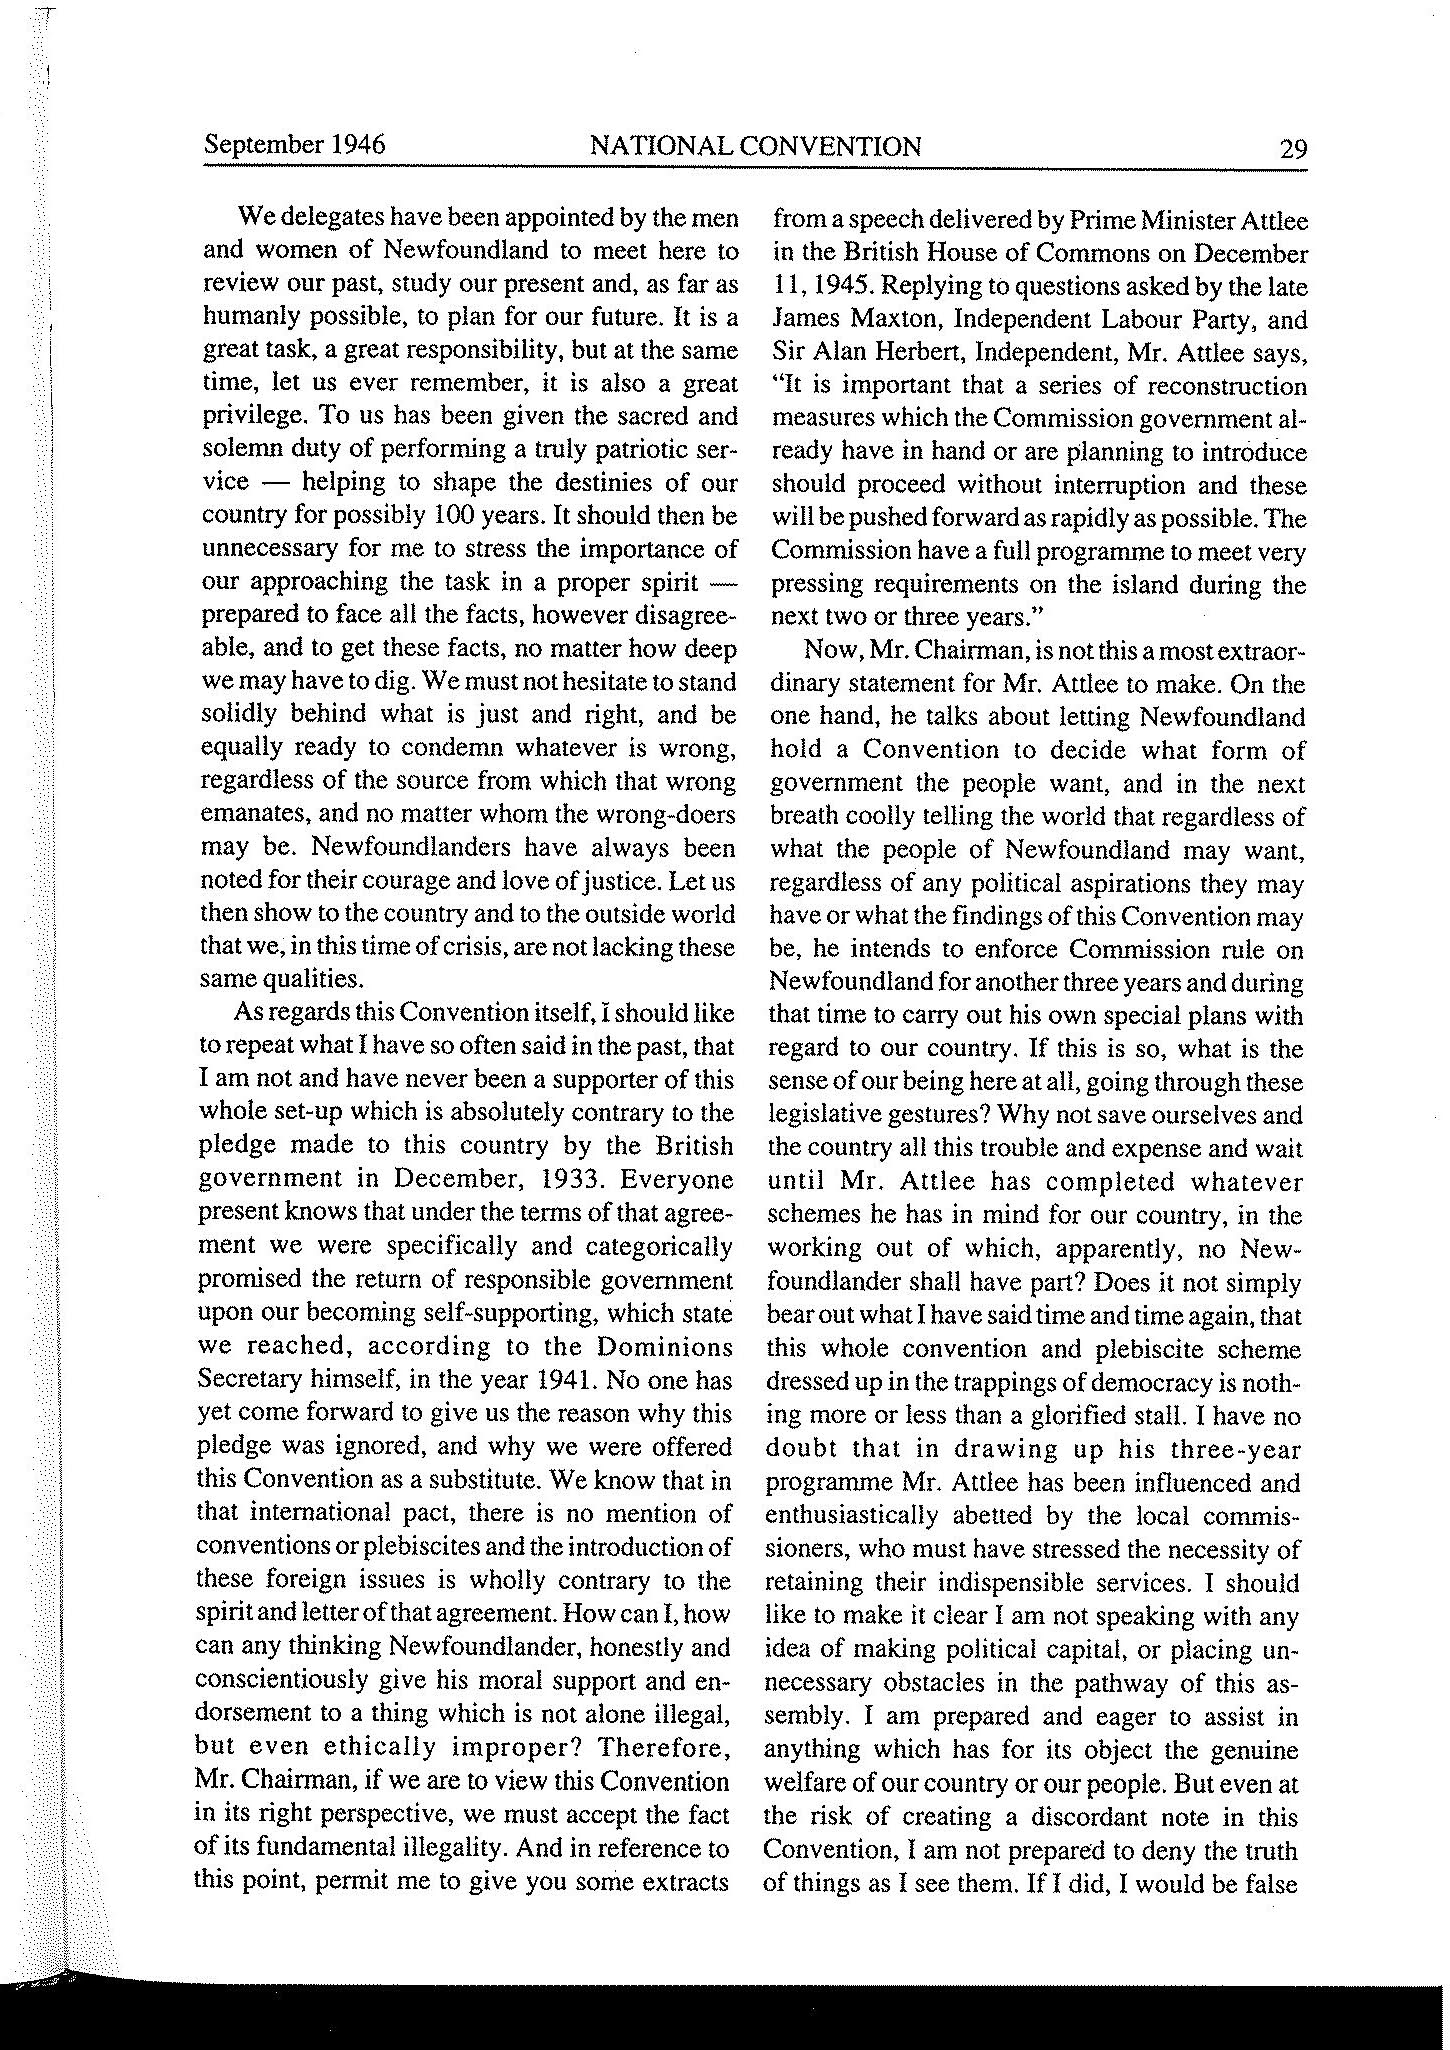 September 1946 NATIONAL CONVENTION 29
We delegates have been appointed by the men
and women of Newfoundland to meet here to
review our past, study our present and, as far as
humanly possible, to plan for our future. It is a
great task, a great responsibility, but at the same
time, let us ever remember, it is also a great
privilege. To us has been given the sacred and
solemn duty of performing a truly patriotic ser-
vice — helping to shape the destinies of our
country for possibly 100 years. It should then be
unnecessary for me to stress the importance of
our approaching the task in a proper spirit —
prepared to face all the facts, however disagree-
able, and to get these facts, no matter how deep
we may have to dig. We must not hesitate to stand
solidly behind what is just and right, and be
equally ready to condemn whatever is wrong,
regardless of the source from which that wrong
emanates, and no matter whom the wrong-doers
may be. Newfoundlanders have always been
noted for their courage and love of justice. Let us
then show to the country and to the outside world
that we, in this time of crisis, are not lacking these
same qualities.
As regards this Convention itself, I should like
to repeat what I have so often said in the past, that
I am not and have never been a supporter of this
whole set-up which is absolutely contrary to the
pledge made to this country by the British
government in December, 1933. Everyone
present knows that under the terms of that agree-
ment we were specifically and categorically
promised the return of responsible government
upon our becoming self-supporting, which state
we reached, according to the Dominions
Secretary himself, in the year 1941. No one has
yet come forward to give us the reason why this
pledge was ignored, and why we were offered
this Convention as a substitute. We know that in
that international pact, there is no mention of
conventions or plebiscites and the introduction of
these foreign issues is wholly contrary to the
spirit and letter of that agreement. How can I, how
can any thinking Newfoundlander, honestly and
conscientiously give his moral support and en-
dorsement to a thing which is not alone illegal,
but even ethically improper? Therefore,
Mr. Chairman, if we are to view this Convention
in its right perspective, we must accept the fact
of its fundamental illegality. And in reference to
this point, permit me to give you some extracts
from a speech delivered by Prime Minister Attlee
in the British House of Commons on December
11, 1945. Replying to questions asked by the late
James Maxton, Independent Labour Party, and
Sir Alan Herbert, Independent, Mr. Attlee says,
“It is important that a series of reconstruction
measures which the Commission government al-
ready have in hand or are planning to introduce
should proceed without interruption and these
will be pushed forward as rapidly as possible. The
Commission have a full programme to meet very
pressing requirements on the island during the
next two or three years.”
Now, Mr. Chairman, is not this a most extraor-
dinary statement for Mr. Attlee to make. On the
one hand, he talks about letting Newfoundland
hold a Convention to decide what form of
government the people want, and in the next
breath coolly telling the world that regardless of
what the people of Newfoundland may want,
regardless of any political aspirations they may
have or what the findings of this Convention may
be, he intends to enforce Commission rule on
Newfoundland for another three years and during
that time to carry out his own special plans with
regard to our country. If this is so, what is the
sense of our being here at all, going through these
legislative gestures? Why not save ourselves and
the country all this trouble and expense and wait
until Mr. Attlee has completed whatever
schemes he has in mind for our country, in the
working out of which, apparently, no New-
foundlander shall have part? Does it not simply
bear out what I have said time and time again, that
this whole convention and plebiscite scheme
dressed up in the trappings of democracy is noth-
ing more or less than a glorified stall. I have no
doubt that in drawing up his three-year
programme Mr. Attlee has been influenced and
enthusiastically abetted by the local commis-
sioners, who must have stressed the necessity of
retaining their indispensible services. I should
like to make it clear I am not speaking with any
idea of making political capital, or placing un-
necessary obstacles in the pathway of this as-
sembly. I am prepared and eager to assist in
anything which has for its object the genuine
welfare of our country or our people. But even at
the risk of creating a discordant note in this
Convention, I am not prepared to deny the truth
of things as I see them. If I did, I would be false